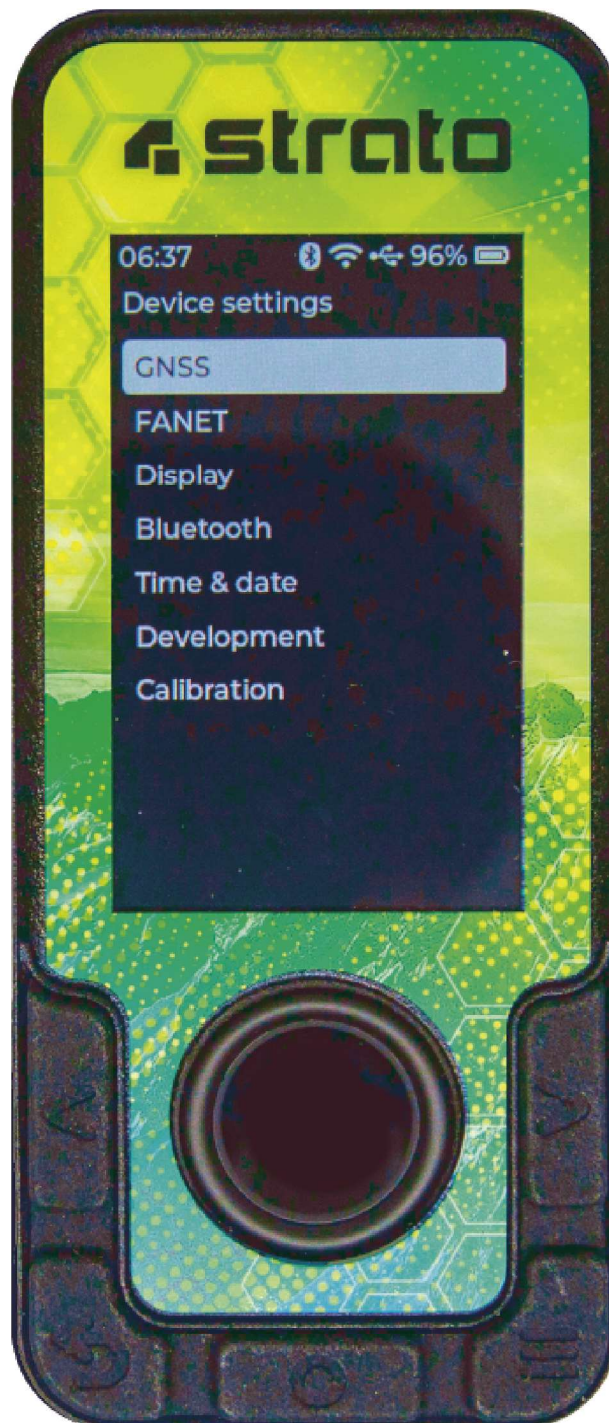 strato
06:37 96%
Device settings
GNSS
FANET
Display
Bluetooth
Time & date
Development
Calibration